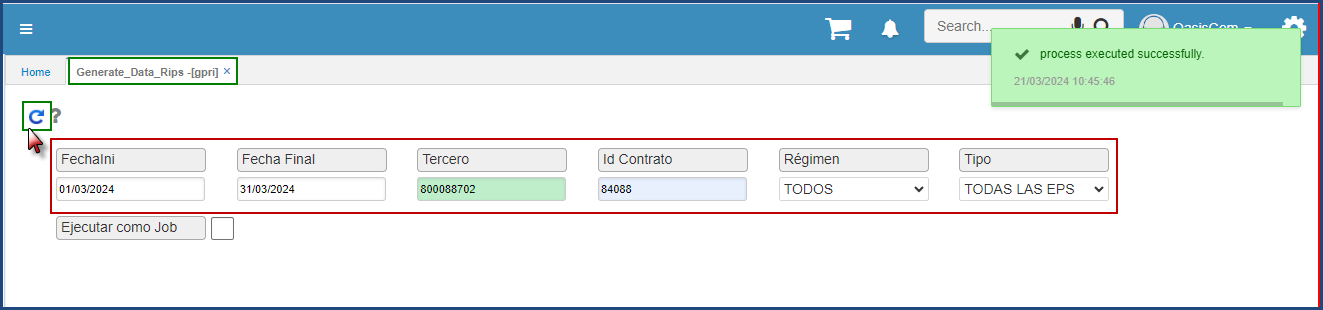 Search...
OasisCom
process executed successfully.
21/03/2024 10:45:46
Home
Generate_Data_Rips -[gpri] ×
?
FechaIni
Fecha Final
Tercero
Id Contrato
Régimen
Tipo
01/03/2024
31/03/2024
800088702
84088
TODOS
TODAS LAS EPS
Ejecutar como Job